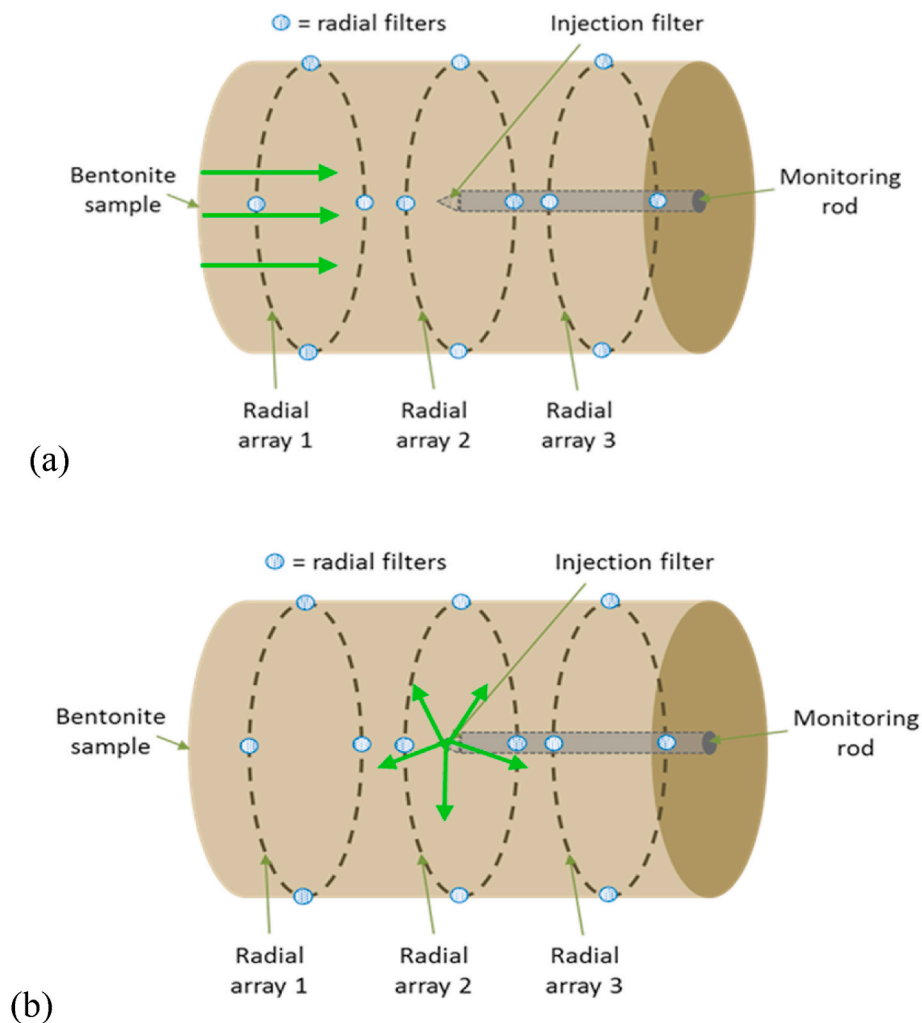 = radial filters
Injection filter
Bentonite
sample
Monitoring
rod
Radial
array 1
Radial
array 2
Radial
array 3
(a)
= radial filters
Injection filter
Bentonite
sample
Monitoring
rod
Radial
array 1
Radial
array 2
Radial
array 3
(b)